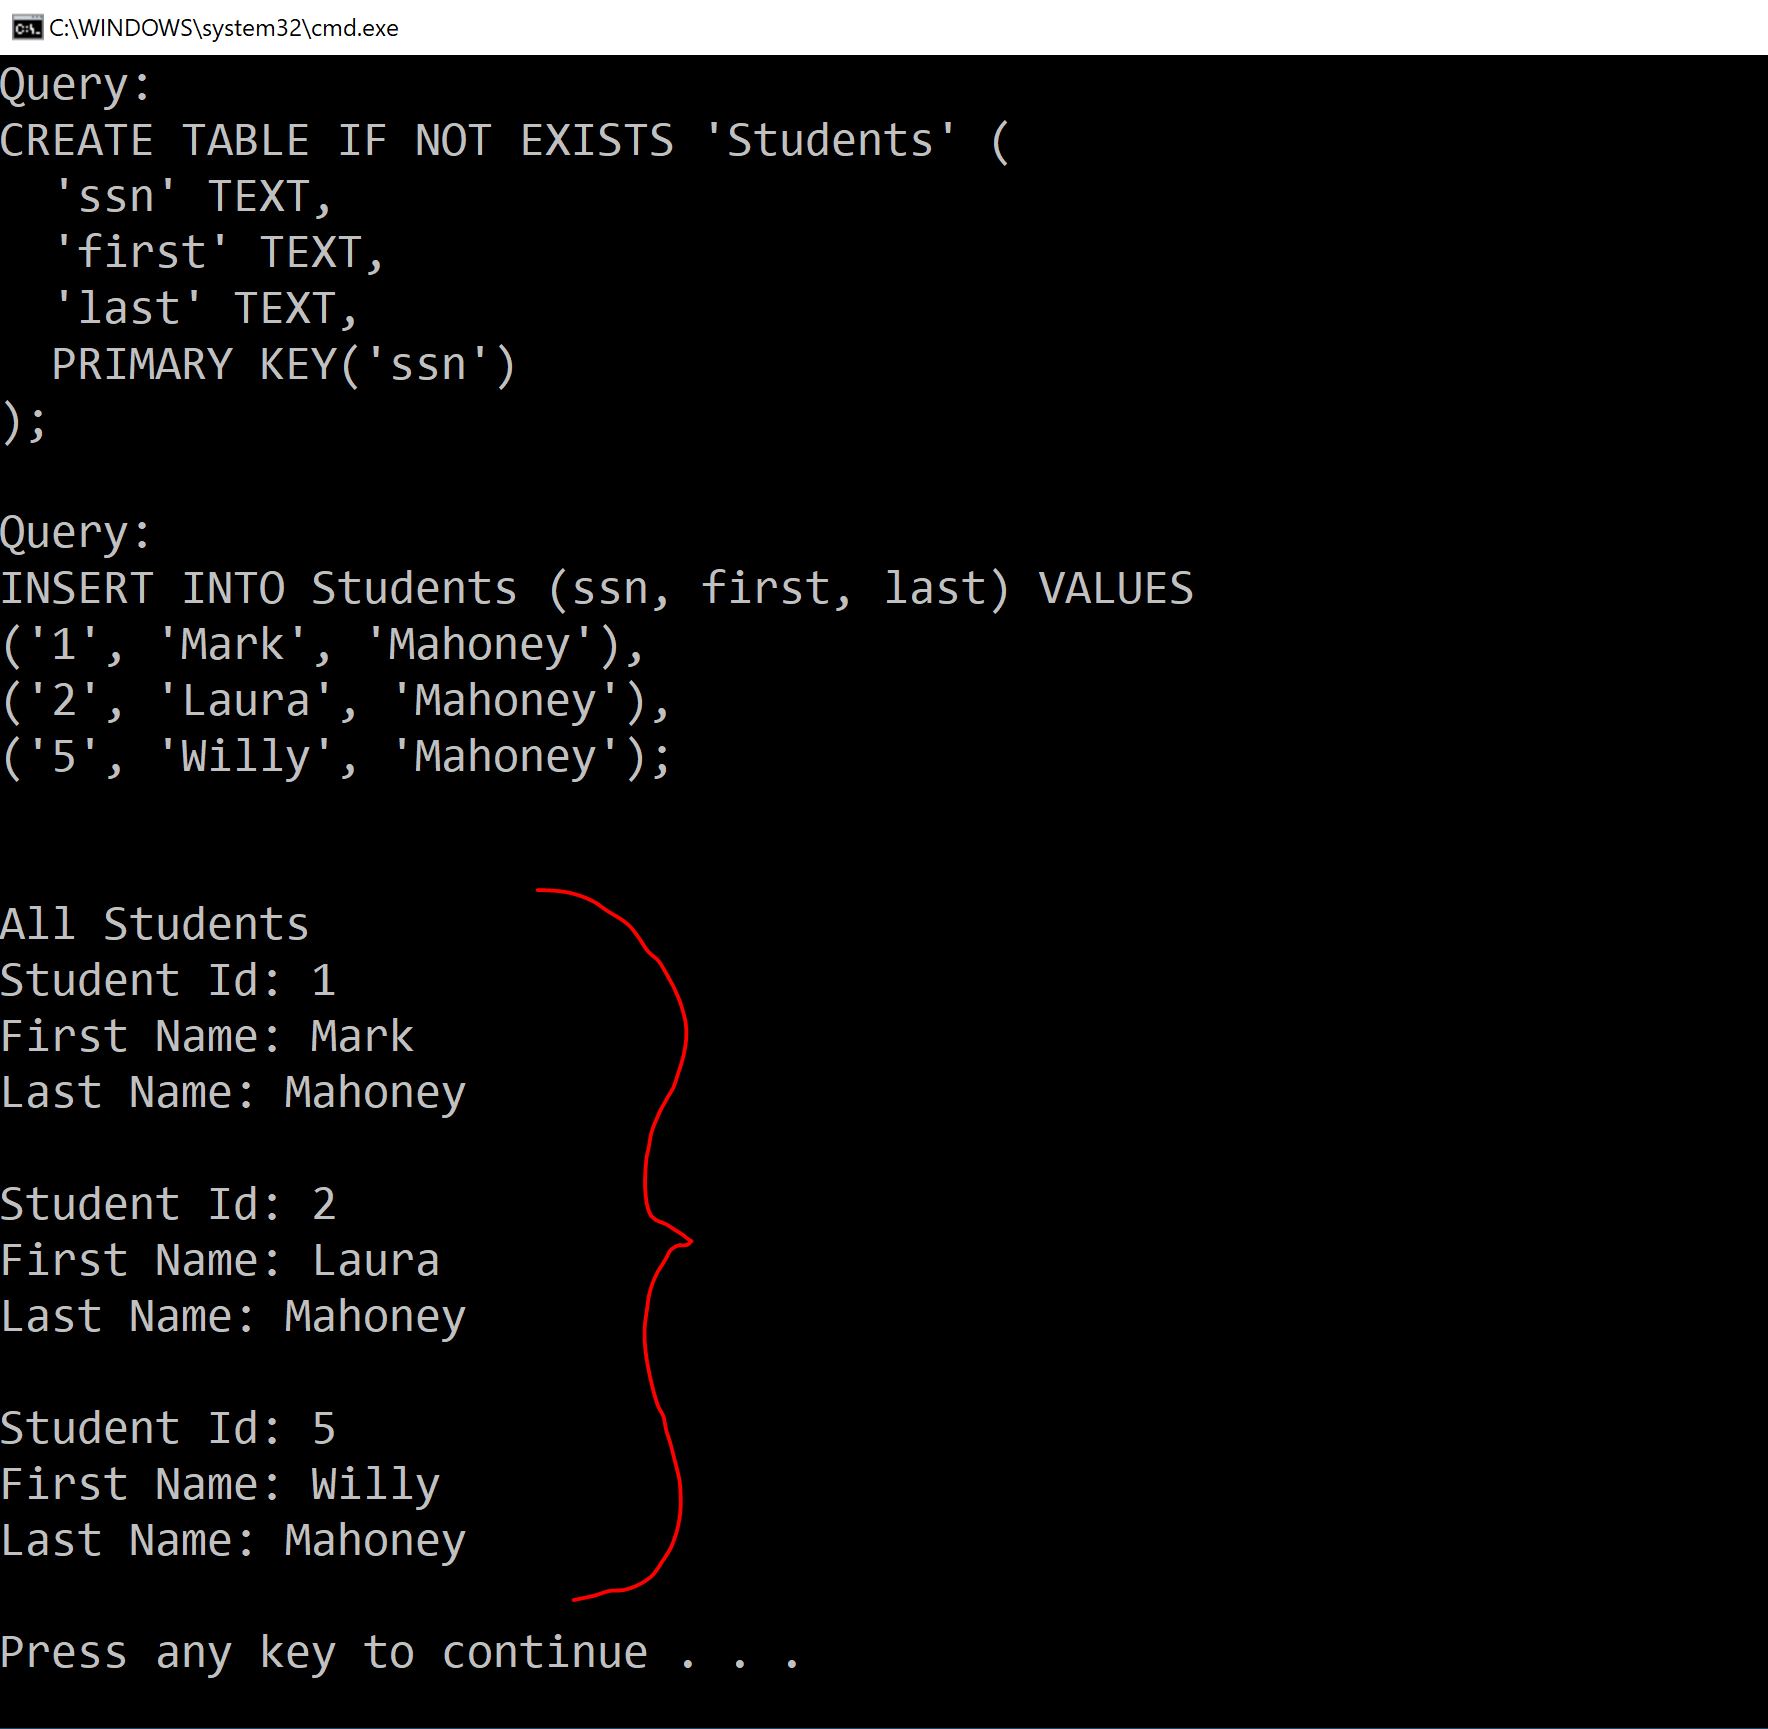 C:\WINDOWS\system32\cmd.exe
Query:
CREATE TABLE IF NOT EXISTS 'Students' (
  'ssn' TEXT,
  'first' TEXT,
  'last' TEXT,
  PRIMARY KEY('ssn')
);
Query:
INSERT INTO Students (ssn, first, last) VALUES
('1', 'Mark', 'Mahoney'),
('2', 'Laura', 'Mahoney'),
('5', 'Willy', 'Mahoney');
All Students
Student Id: 1
First Name: Mark
Last Name: Mahoney
Student Id: 2
First Name: Laura
Last Name: Mahoney
Student Id: 5
First Name: Willy
Last Name: Mahoney
Press any key to continue . . .